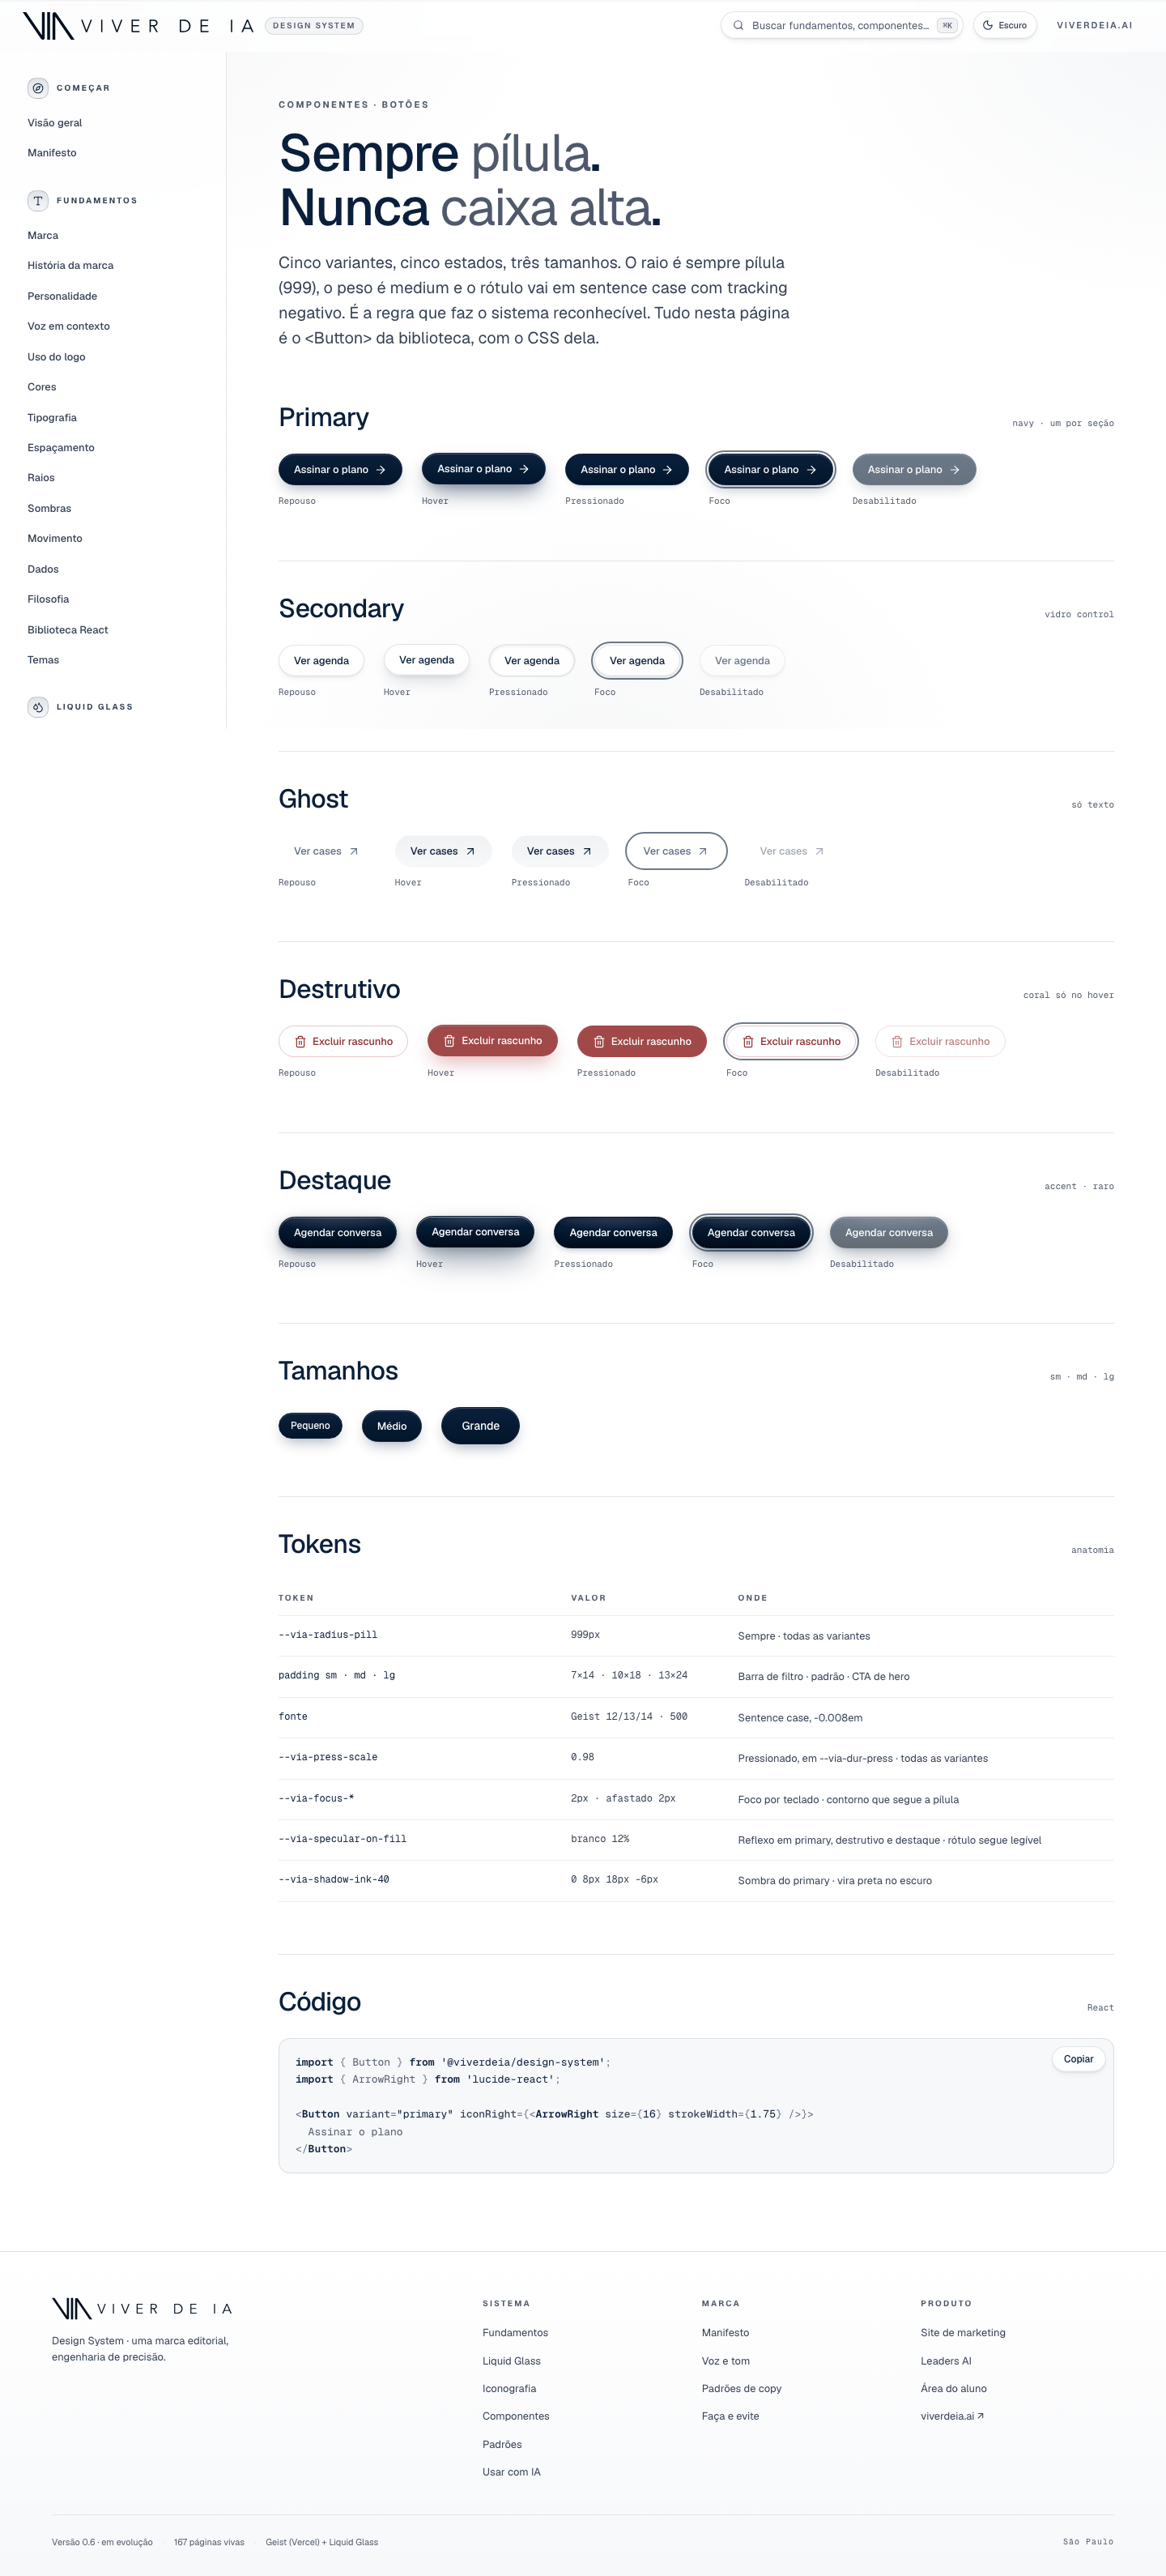 VIVER DE IA
DESIGN SYSTEM
Buscar fundamentos, componentes...
⌘K
Escuro
VIVERDEIA.AI
COMEÇAR
Visão geral
Manifesto
FUNDAMENTOS
Marca
História da marca
Personalidade
Voz em contexto
Uso do logo
Cores
Tipografia
Espaçamento
Raios
Sombras
Movimento
Dados
Filosofia
Biblioteca React
Temas
LIQUID GLASS
COMPONENTES · BOTÕES
Sempre pílula.
Nunca caixa alta.
Cinco variantes, cinco estados, três tamanhos. O raio é sempre pílula
(999), o peso é medium e o rótulo vai em sentence case com tracking
negativo. É a regra que faz o sistema reconhecível. Tudo nesta página
é o <Button> da biblioteca, com o CSS dela.
Primary
navy · um por seção
Assinar o plano → Assinar o plano → Assinar o plano → Assinar o plano → Assinar o plano →
Repouso Hover Pressionado Foco Desabilitado
Secondary
vidro control
Ver agenda Ver agenda Ver agenda Ver agenda Ver agenda
Repouso Hover Pressionado Foco Desabilitado
Ghost
só texto
Ver cases ↗ Ver cases ↗ Ver cases ↗ Ver cases ↗ Ver cases ↗
Repouso Hover Pressionado Foco Desabilitado
Destrutivo
coral só no hover
Excluir rascunho Excluir rascunho Excluir rascunho Excluir rascunho Excluir rascunho
Repouso Hover Pressionado Foco Desabilitado
Destaque
accent · raro
Agendar conversa Agendar conversa Agendar conversa Agendar conversa Agendar conversa
Repouso Hover Pressionado Foco Desabilitado
Tamanhos
sm · md · lg
Pequeno Médio Grande
Tokens
anatomia
TOKEN VALOR ONDE
--via-radius-pill 999px Sempre · todas as variantes
padding sm · md · lg 7×14 · 10×18 · 13×24 Barra de filtro · padrão · CTA de hero
fonte Geist 12/13/14 · 500 Sentence case, -0.008em
--via-press-scale 0.98 Pressionado, em --via-dur-press · todas as variantes
--via-focus-* 2px · afastado 2px Foco por teclado · contorno que segue a pílula
--via-specular-on-fill branco 12% Reflexo em primary, destrutivo e destaque · rótulo segue legível
--via-shadow-ink-40 0 8px 18px -6px Sombra do primary · vira preta no escuro
Código
React
Copiar
import { Button } from '@viverdeia/design-system';
import { ArrowRight } from 'lucide-react';
<Button variant="primary" iconRight={<ArrowRight size={16} strokeWidth={1.75} />}>
Assinar o plano
</Button>
VIVER DE IA
Design System · uma marca editorial,
engenharia de precisão.
SISTEMA
Fundamentos
Liquid Glass
Iconografia
Componentes
Padrões
Usar com IA
MARCA
Manifesto
Voz e tom
Padrões de copy
Faça e evite
PRODUTO
Site de marketing
Leaders AI
Área do aluno
viverdeia.ai ↗
Versão 0.6 · em evolução · 167 páginas vivas · Geist (Vercel) + Liquid Glass
São Paulo